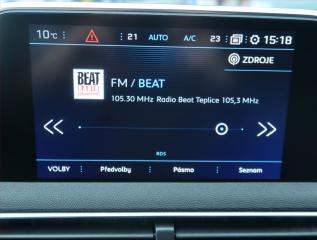 10°C 21 AUTO A/C 23 15:18
ZDROJE
BEAT
FM / BEAT
105.30 MHz Radio Beat Teplice 105,3 MHz
RDS
VOLBY Předvolby Pásmo Seznam